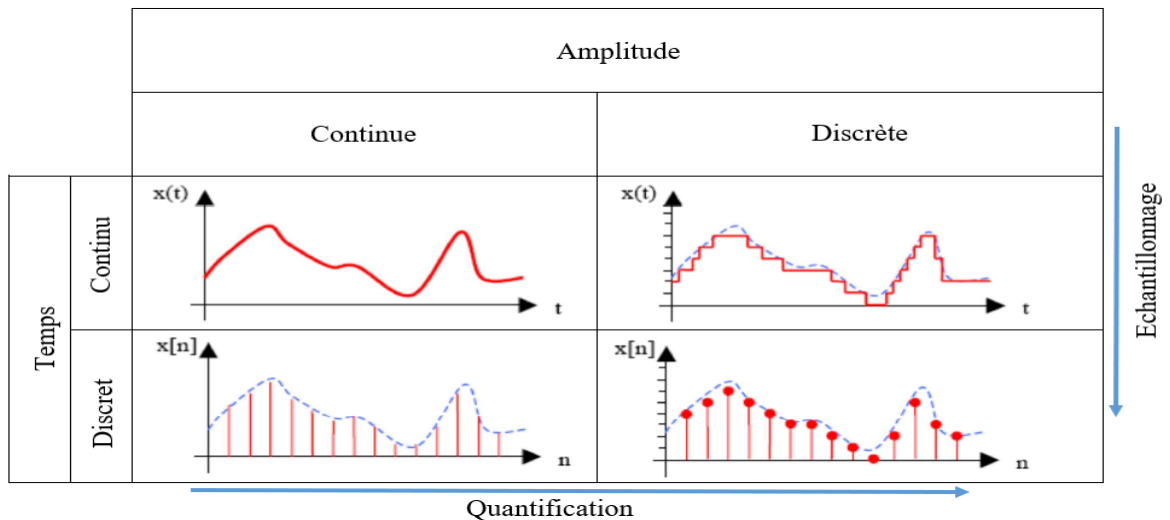 Amplitude
Continue
Discrète
Temps
Continu
x(t)
t
x(t)
t
Echantillonnage
Discret
x[n]
n
x[n]
n
Quantification